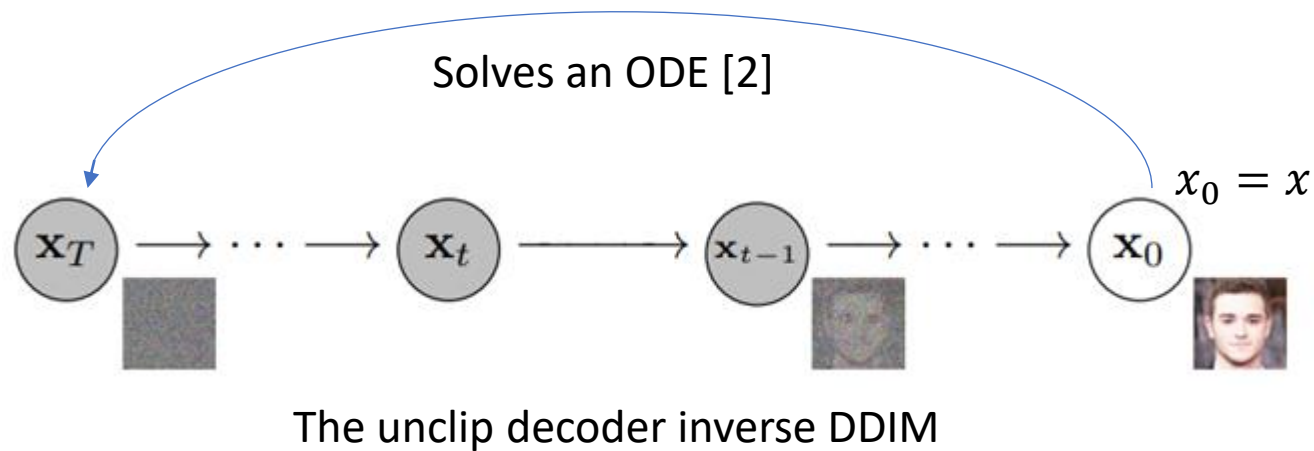 Solves an ODE [2]
x₀ = x
x_T ⋯ x_t x_{t−1} ⋯ x₀
The unclip decoder inverse DDIM